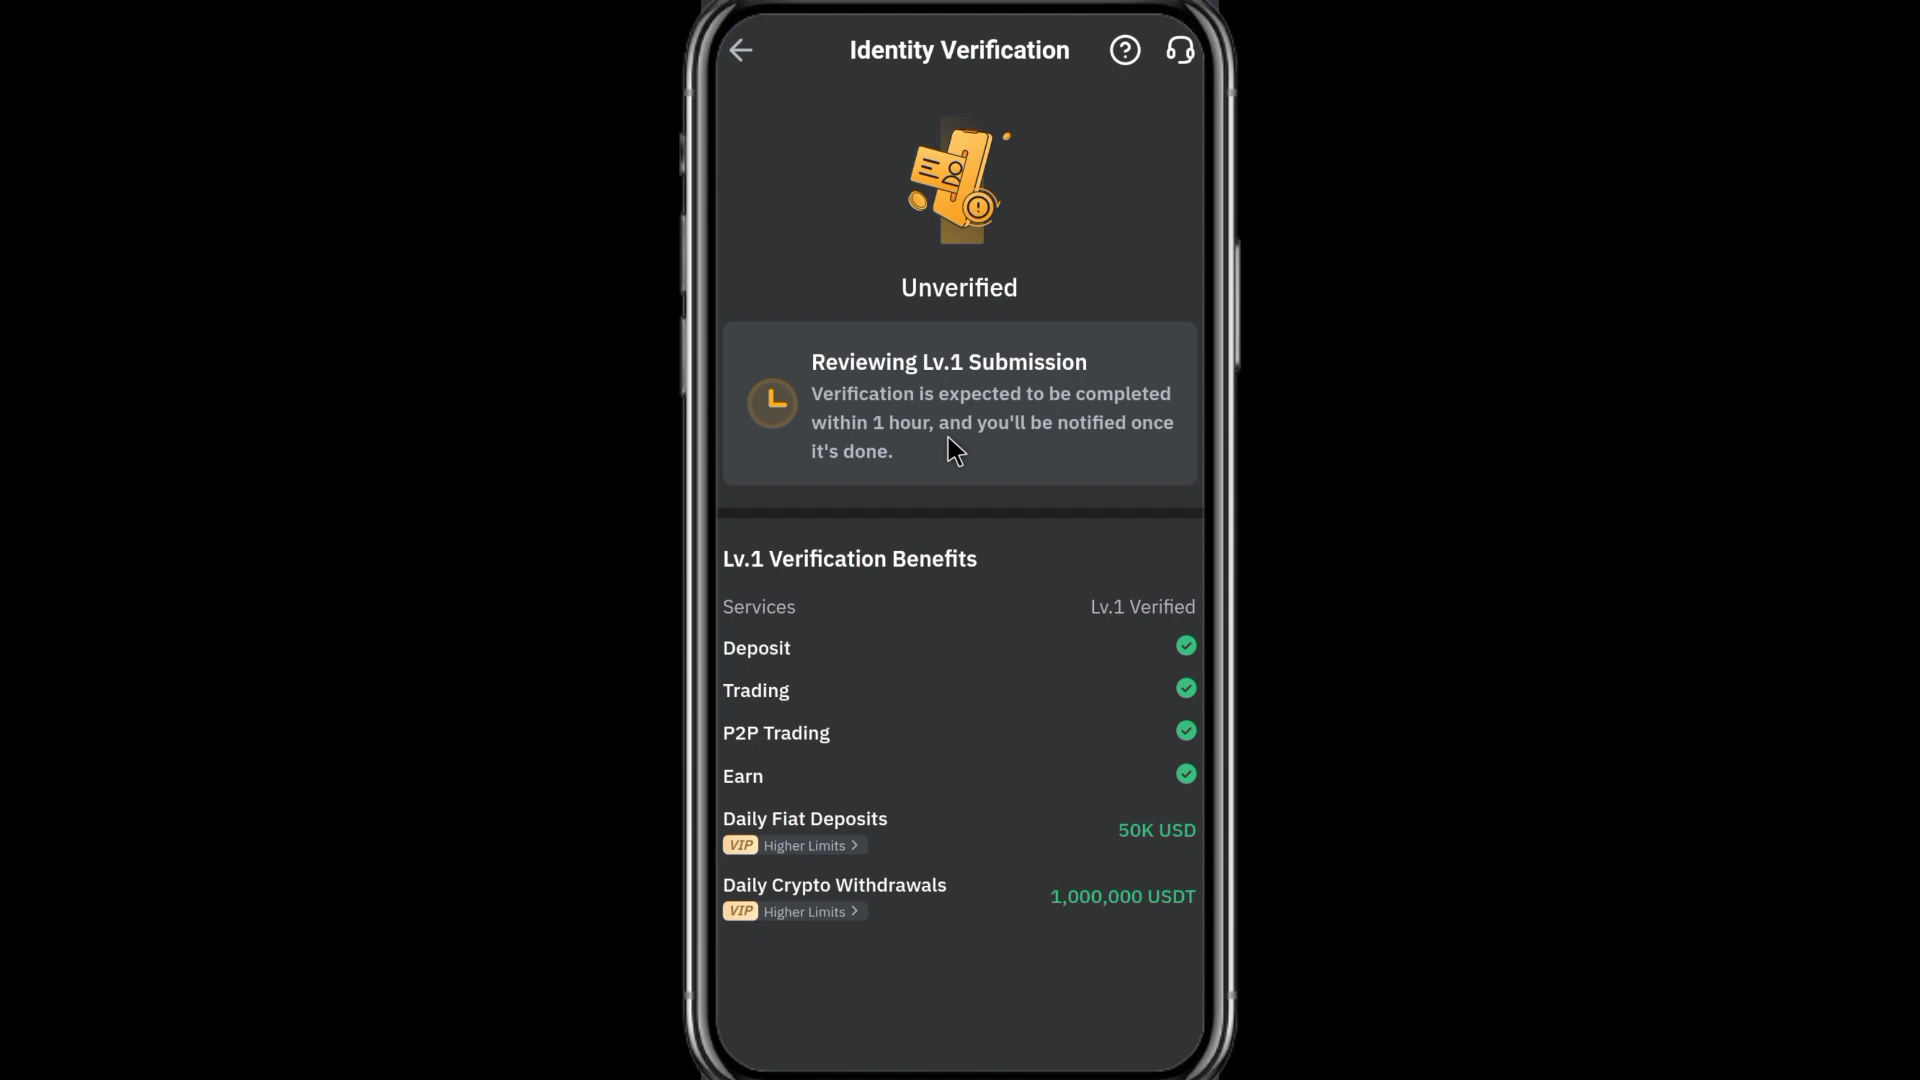 Identity Verification
Unverified
Reviewing Lv.1 Submission
Verification is expected to be completed
within 1 hour, and you'll be notified once
it's done.
Lv.1 Verification Benefits
Services Lv.1 Verified
Deposit
Trading
P2P Trading
Earn
Daily Fiat Deposits
50K USD
VIP Higher Limits >
Daily Crypto Withdrawals
1,000,000 USDT
VIP Higher Limits >